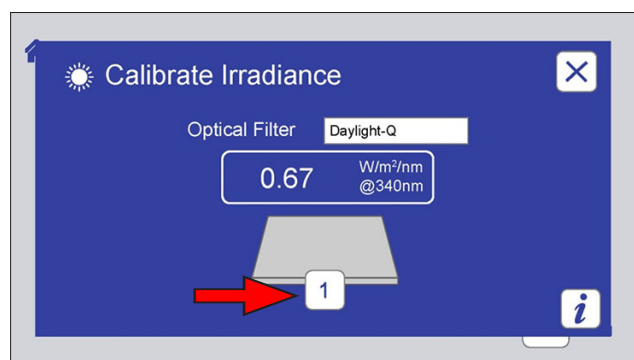 Calibrate Irradiance
Optical Filter Daylight-Q
0.67 W/m²/nm
@340nm
1
i